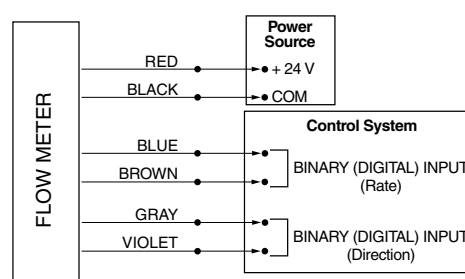 FLOW METER
Power
Source
RED
+ 24 V
BLACK
COM
Control System
BLUE
BROWN
BINARY (DIGITAL) INPUT
(Rate)
GRAY
VIOLET
BINARY (DIGITAL) INPUT
(Direction)